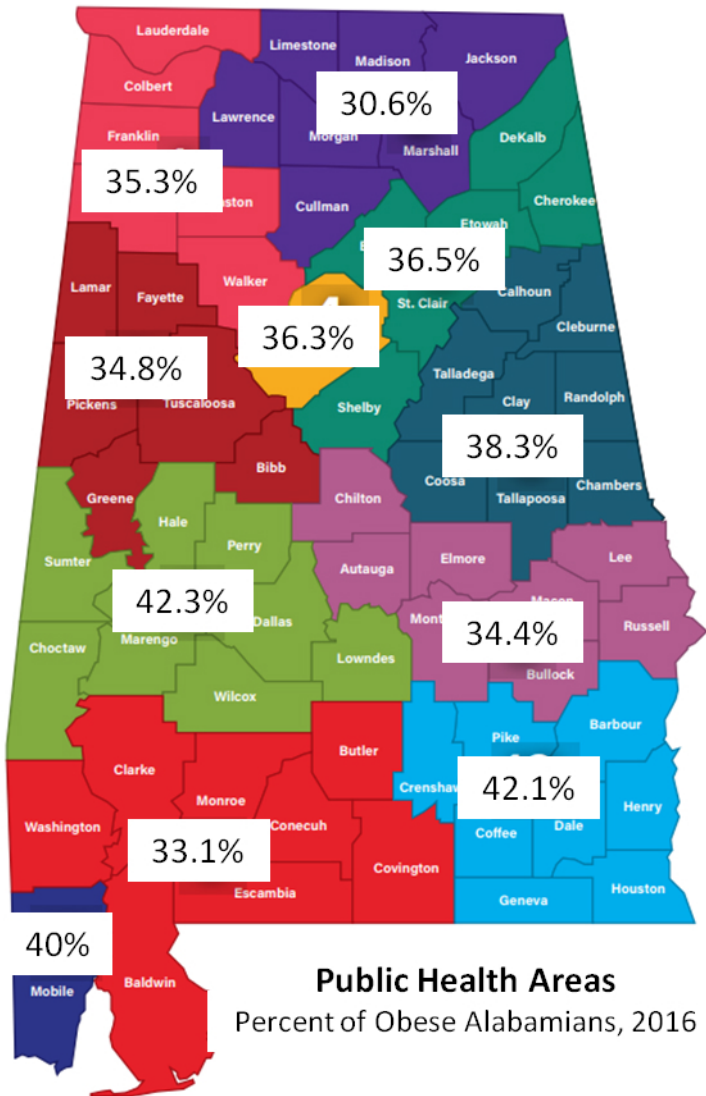 Lauderdale
Limestone
Madison
Jackson
Colbert
Lawrence
30.6%
Franklin
Morgan
Marshall
DeKalb
35.3%
Cullman
Cherokee
Etowah
Walker
36.5%
Lamar
Fayette
St. Clair
Calhoun
Cleburne
36.3%
34.8%
Talladega
Pickens
Tuscaloosa
Shelby
Clay
Randolph
38.3%
Bibb
Coosa
Chambers
Greene
Chilton
Tallapoosa
Hale
Perry
Sumter
Autauga
Elmore
Lee
42.3%
Dallas
Macon
Choctaw
Marengo
34.4%
Russell
Lowndes
Bullock
Wilcox
Butler
Pike
Barbour
Clarke
Crenshaw
42.1%
Monroe
Henry
Washington
Conecuh
Coffee
Dale
33.1%
Covington
Escambia
Geneva
Houston
40%
Mobile
Baldwin
Public Health Areas
Percent of Obese Alabamians, 2016